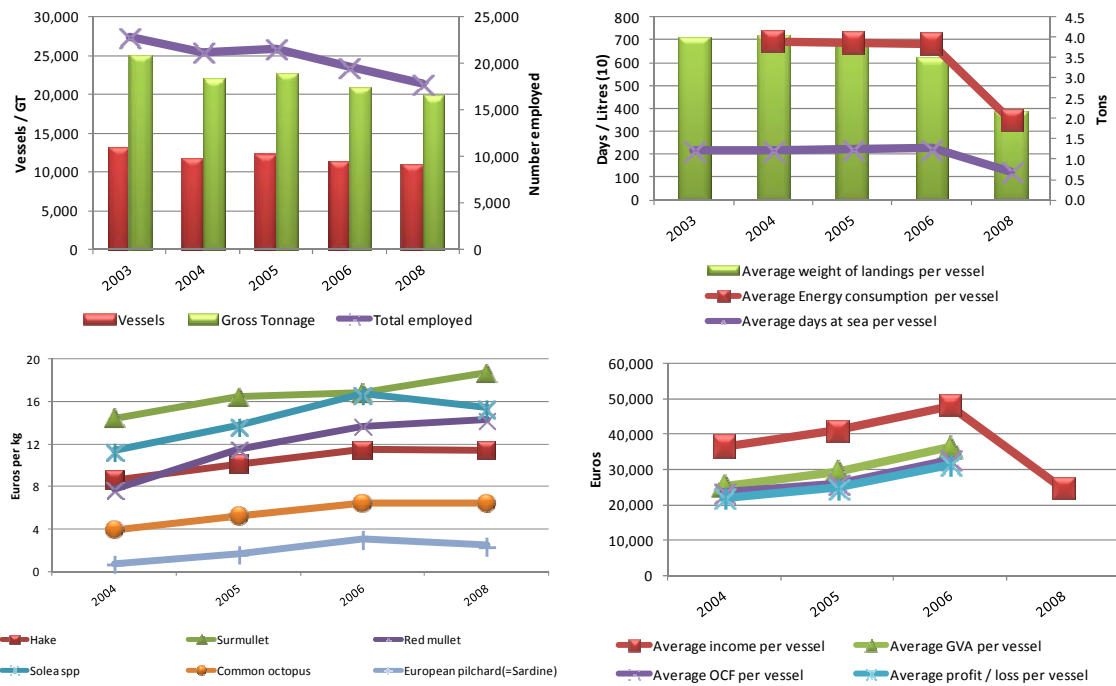 30,000
25,000
20,000
15,000
10,000
5,000
0
Vessels / GT
25,000
20,000
15,000
10,000
5,000
0
Number employed
2003
2004
2005
2006
2008
Vessels
Gross Tonnage
Total employed
800
700
600
500
400
300
200
100
0
Days / Litres (10)
4.5
4.0
3.5
3.0
2.5
2.0
1.5
1.0
0.5
0.0
Tons
2003
2004
2005
2006
2008
Average weight of landings per vessel
Average Energy consumption per vessel
Average days at sea per vessel
20
16
12
8
4
0
Euros per kg
2004
2005
2006
2008
Hake
Surmullet
Red mullet
Solea spp
Common octopus
European pilchard(=Sardine)
60,000
50,000
40,000
30,000
20,000
10,000
0
Euros
2004
2005
2006
2008
Average income per vessel
Average GVA per vessel
Average OCF per vessel
Average profit / loss per vessel